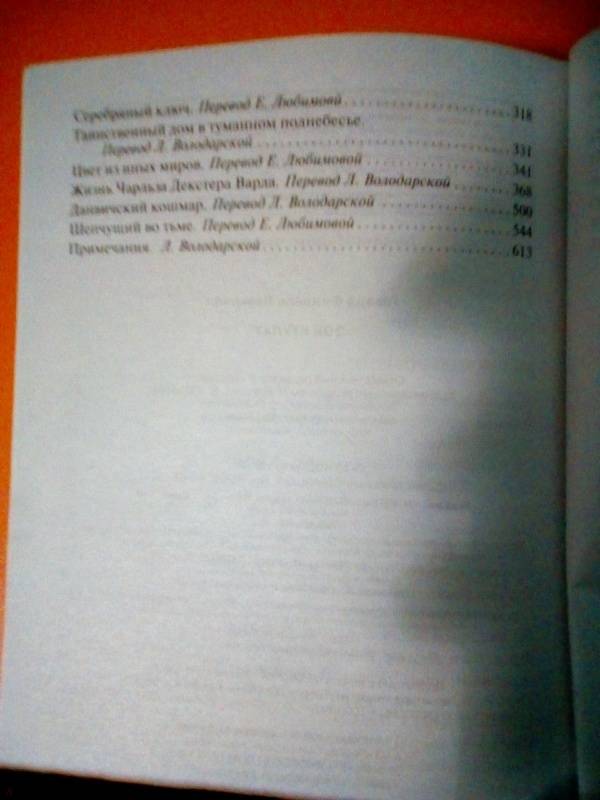 Серебряный ключ. Перевод Е. Любимовой . . . . . . . . . . . . . . . . . . 318
Таинственный дом в туманном поднебесье.
Перевод Л. Володарской . . . . . . . . . . . . . . . . . . . . . . . . . . . . 331
Цвет из иных миров. Перевод Е. Любимовой . . . . . . . . . . . . . . . 341
Жизнь Чарльза Декстера Варда. Перевод Л. Володарской . . . . . . 368
Данвичский кошмар. Перевод Л. Володарской . . . . . . . . . . . . . . 500
Шепчущий во тьме. Перевод Е. Любимовой . . . . . . . . . . . . . . . . 544
Примечания. Л. Володарской . . . . . . . . . . . . . . . . . . . . . . . . . 613